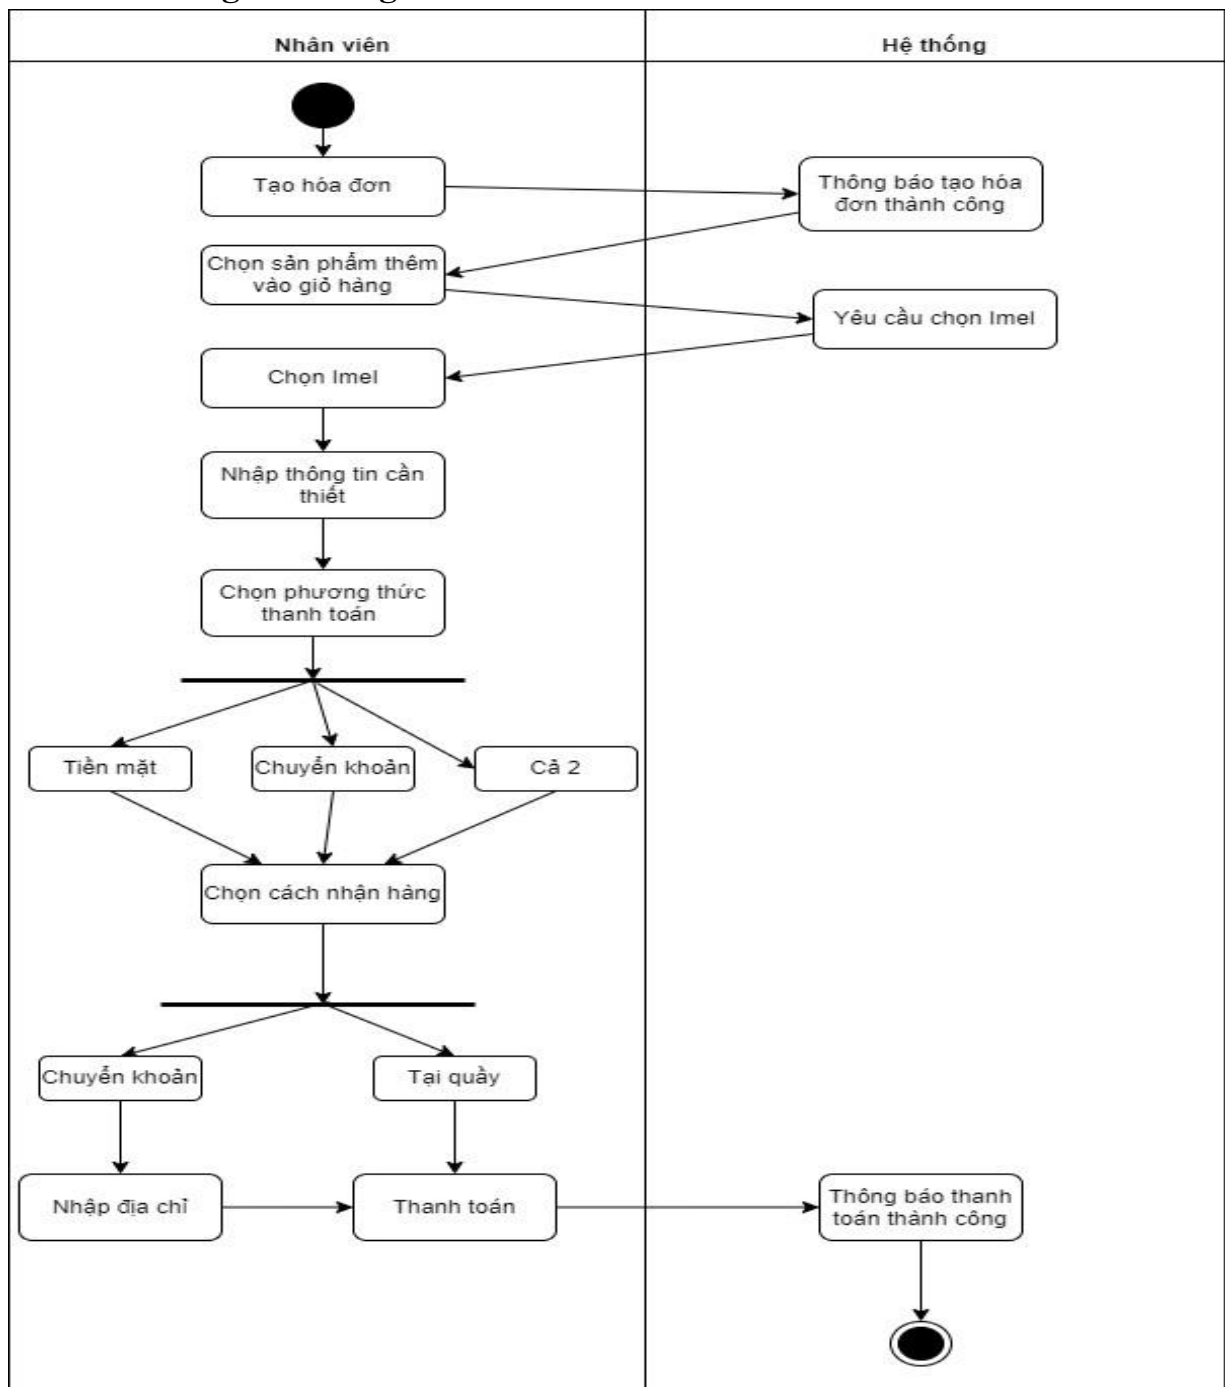 Nhân viên
Hệ thống
Tạo hóa đơn
Thông báo tạo hóa
đơn thành công
Chọn sản phẩm thêm
vào giỏ hàng
Yêu cầu chọn ImeI
Chọn ImeI
Nhập thông tin cần
thiết
Chọn phương thức
thanh toán
Tiền mặt
Chuyển khoản
Cả 2
Chọn cách nhận hàng
Chuyển khoản
Tại quầy
Nhập địa chỉ
Thanh toán
Thông báo thanh
toán thành công